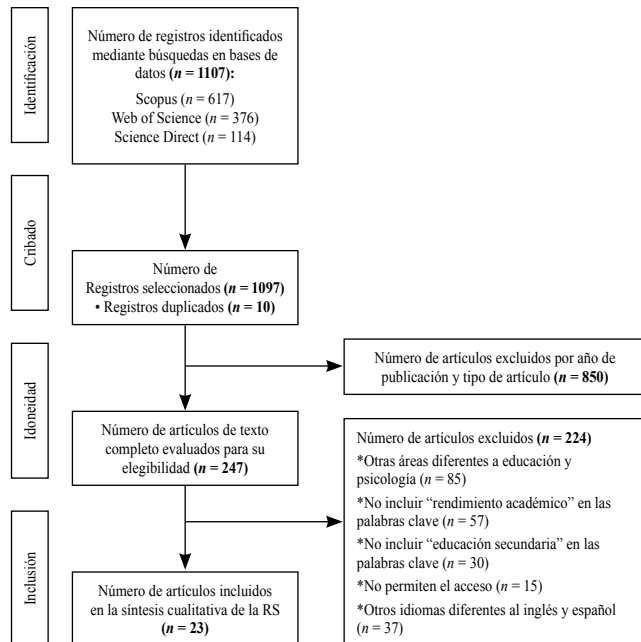 Identificación
Número de registros identificados
mediante búsquedas en bases de
datos (n = 1107):
Scopus (n = 617)
Web of Science (n = 376)
Science Direct (n = 114)
Cribado
Número de
Registros seleccionados (n = 1097)
• Registros duplicados (n = 10)
Número de artículos excluidos por año de
publicación y tipo de artículo (n = 850)
Idoneidad
Número de artículos de texto
completo evaluados para su
elegibilidad (n = 247)
Número de artículos excluidos (n = 224)
*Otras áreas diferentes a educación y
psicología (n = 85)
*No incluir “rendimiento académico” en las
palabras clave (n = 57)
*No incluir “educación secundaria” en las
palabras clave (n = 30)
*No permiten el acceso (n = 15)
*Otros idiomas diferentes al inglés y español
(n = 37)
Inclusión
Número de artículos incluidos
en la síntesis cualitativa de la RS
(n = 23)